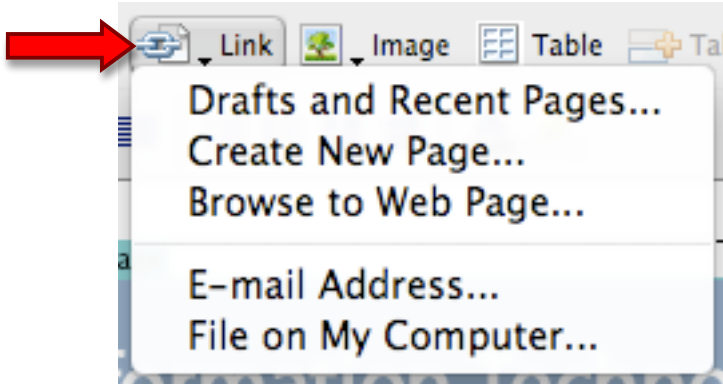 Link Image Table Ta
Drafts and Recent Pages...
Create New Page...
Browse to Web Page...
E-mail Address...
File on My Computer...